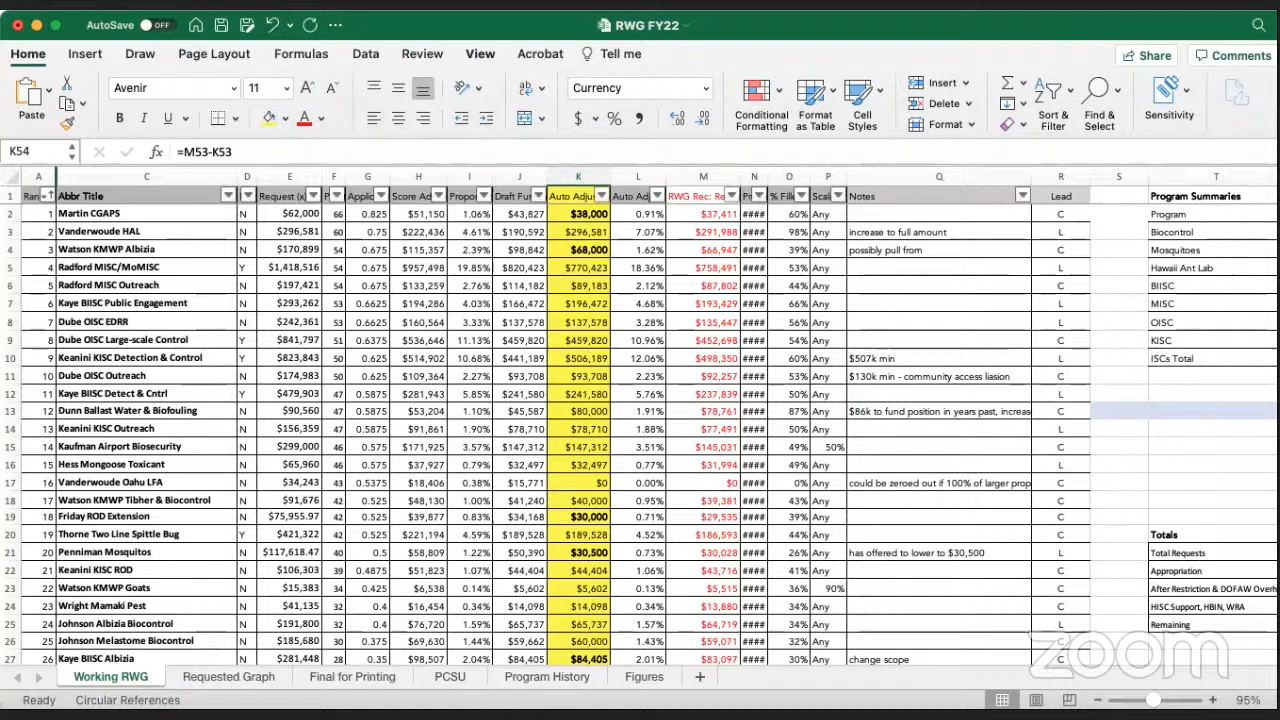 AutoSave OFF RWG FY22
Home Insert Draw Page Layout Formulas Data Review View Acrobat Tell me Share Comments
Paste Avenir 11 B I U Currency $ % Conditional Formatting Format as Table Cell Styles Insert Delete Format Sort & Filter Find & Select Sensitivity
K54 fx =M53-K53
A C D E F G H I J K L M N O P Q R S T
1 Ran Abbr Title Request (x P Applic Score Ad Propor Draft Fur Auto Adju Auto Ad RWG Rec: Re Pr % Fille Scal Notes Lead Program Summaries
2 1 Martin CGAPS N $62,000 66 0.825 $51,150 1.06% $43,827 $38,000 0.91% $37,411 #### 60% Any C Program
3 2 Vanderwoude HAL N $296,581 60 0.75 $222,436 4.61% $190,592 $296,581 7.07% $291,988 #### 98% Any increase to full amount L Biocontrol
4 3 Watson KMWP Albizia N $170,899 54 0.675 $115,357 2.39% $98,842 $68,000 1.62% $66,947 #### 39% Any possibly pull from C Mosquitoes
5 4 Radford MISC/MoMISC Y $1,418,516 54 0.675 $957,498 19.85% $820,423 $770,423 18.36% $758,491 #### 53% Any L Hawaii Ant Lab
6 5 Radford MISC Outreach N $197,421 54 0.675 $133,259 2.76% $114,182 $89,183 2.12% $87,802 #### 44% Any C BIISC
7 6 Kaye BIISC Public Engagement N $293,262 53 0.6625 $194,286 4.03% $166,472 $196,472 4.68% $193,429 #### 66% Any L MISC
8 7 Dube OISC EDRR N $242,361 53 0.6625 $160,564 3.33% $137,578 $137,578 3.28% $135,447 #### 56% Any L OISC
9 8 Dube OISC Large-scale Control Y $841,797 51 0.6375 $536,646 11.13% $459,820 $459,820 10.96% $452,698 #### 54% Any C KISC
10 9 Keanini KISC Detection & Control Y $823,843 50 0.625 $514,902 10.68% $441,189 $506,189 12.06% $498,350 #### 60% Any $507k min L ISCs Total
11 10 Dube OISC Outreach N $174,983 50 0.625 $109,364 2.27% $93,708 $93,708 2.23% $92,257 #### 53% Any $130k min - community access liasion C
12 11 Kaye BIISC Detect & Cntrl Y $479,903 47 0.5875 $281,943 5.85% $241,580 $241,580 5.76% $237,839 #### 50% Any L
13 12 Dunn Ballast Water & Biofouling N $90,560 47 0.5875 $53,204 1.10% $45,587 $80,000 1.91% $78,761 #### 87% Any $86k to fund position in years past, increase C
14 13 Keanini KISC Outreach N $156,359 47 0.5875 $91,861 1.90% $78,710 $78,710 1.88% $77,491 #### 50% Any L
15 14 Kaufman Airport Biosecurity N $299,000 46 0.575 $171,925 3.57% $147,312 $147,312 3.51% $145,031 #### 49% 50% C
16 15 Hess Mongoose Toxicant N $65,960 46 0.575 $37,927 0.79% $32,497 $32,497 0.77% $31,994 #### 49% Any L
17 16 Vanderwoude Oahu LFA N $34,243 43 0.5375 $18,406 0.38% $15,771 $0 0.00% $0 #### 0% Any could be zeroed out if 100% of larger prop C
18 17 Watson KMWP Tibher & Biocontrol N $91,676 42 0.525 $48,130 1.00% $41,240 $40,000 0.95% $39,381 #### 43% Any C
19 18 Friday ROD Extension N $75,955.97 42 0.525 $39,877 0.83% $34,168 $30,000 0.71% $29,535 #### 39% Any C
20 19 Thorne Two Line Spittle Bug Y $421,322 42 0.525 $221,194 4.59% $189,528 $189,528 4.52% $186,593 #### 44% Any C Totals
21 20 Penniman Mosquitos N $117,618.47 40 0.5 $58,809 1.22% $50,390 $30,500 0.73% $30,028 #### 26% Any has offered to lower to $30,500 L Total Requests
22 21 Keanini KISC ROD N $106,303 39 0.4875 $51,823 1.07% $44,404 $44,404 1.06% $43,716 #### 41% Any C Appropriation
23 22 Watson KMWP Goats N $15,383 34 0.425 $6,538 0.14% $5,602 $5,602 0.13% $5,515 #### 36% 90% C After Restriction & DOFAW Overh
24 23 Wright Mamaki Pest N $41,135 32 0.4 $16,454 0.34% $14,098 $14,098 0.34% $13,880 #### 34% Any C HISC Support, HBIN, WRA
25 24 Johnson Albizia Biocontrol N $191,800 32 0.4 $76,720 1.59% $65,737 $65,737 1.57% $64,719 #### 34% Any L Remaining
26 25 Johnson Melastome Biocontrol N $185,680 30 0.375 $69,630 1.44% $59,662 $60,000 1.43% $59,071 #### 32% Any C
27 26 Kaye BIISC Albizia N $281,448 28 0.35 $98,507 2.04% $84,405 $84,405 2.01% $83,097 #### 30% Any change scope C
zoom
Working RWG Requested Graph Final for Printing PCSU Program History Figures
Ready Circular References 95%